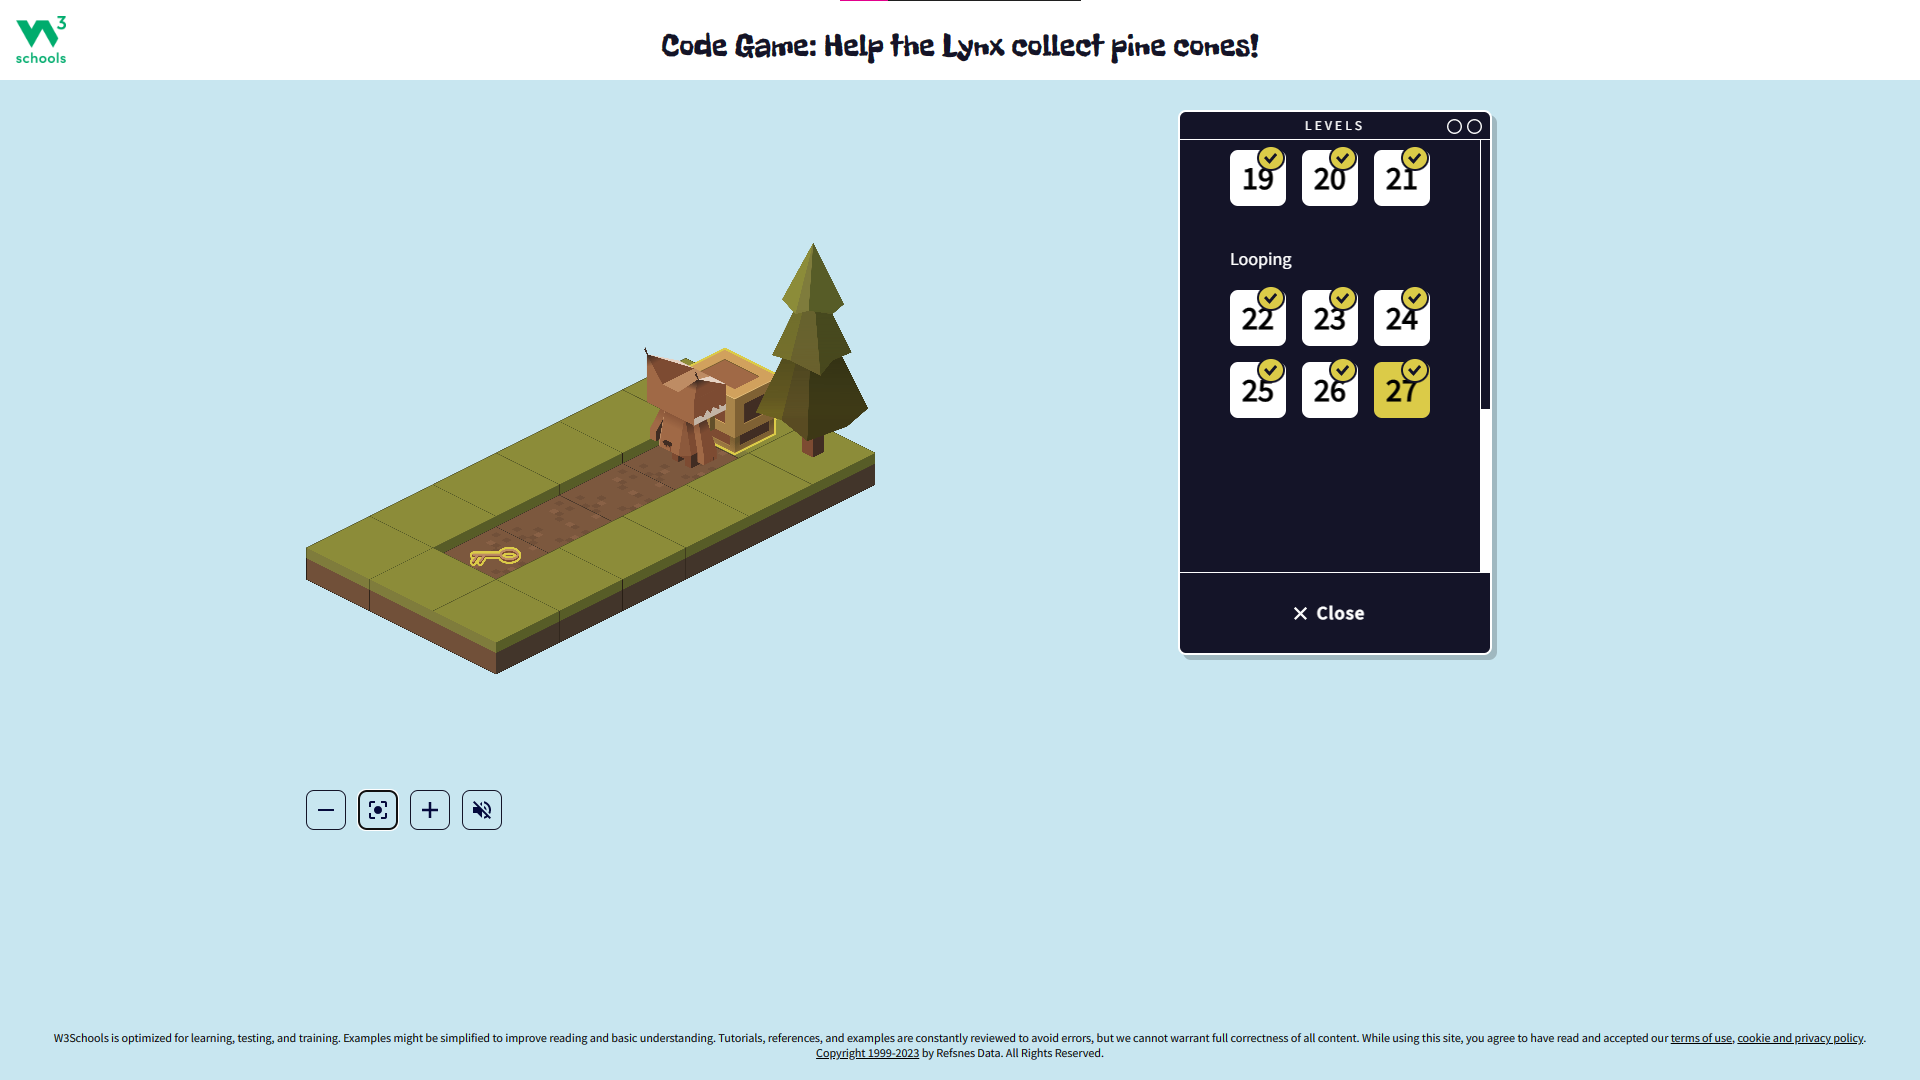 W3
schools
Code Game: Help the Lynx collect pine cones!
LEVELS
19 20 21
Looping
22 23 24
25 26 27
Close
W3Schools is optimized for learning, testing, and training. Examples might be simplified to improve reading and basic understanding. Tutorials, references, and examples are constantly reviewed to avoid errors, but we cannot warrant full correctness of all content. While using this site, you agree to have read and accepted our terms of use, cookie and privacy policy.
Copyright 1999-2023 by Refsnes Data. All Rights Reserved.